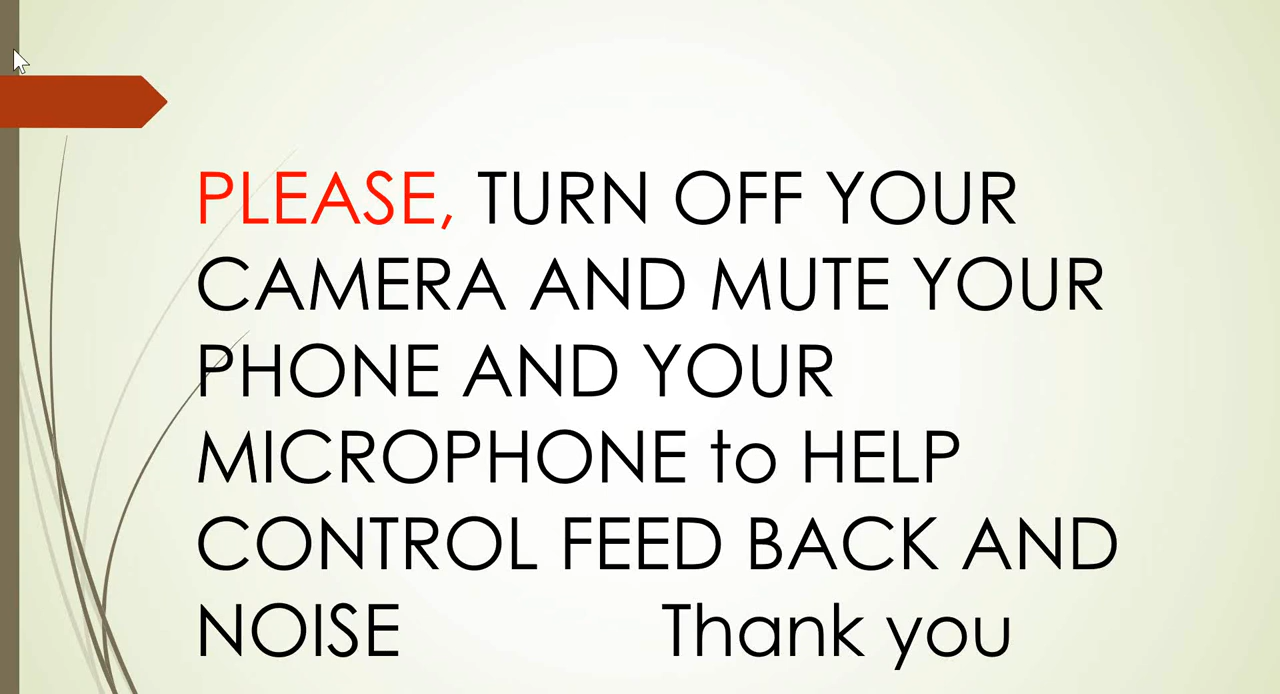 PLEASE, TURN OFF YOUR
CAMERA AND MUTE YOUR
PHONE AND YOUR
MICROPHONE to HELP
CONTROL FEED BACK AND
NOISE Thank you